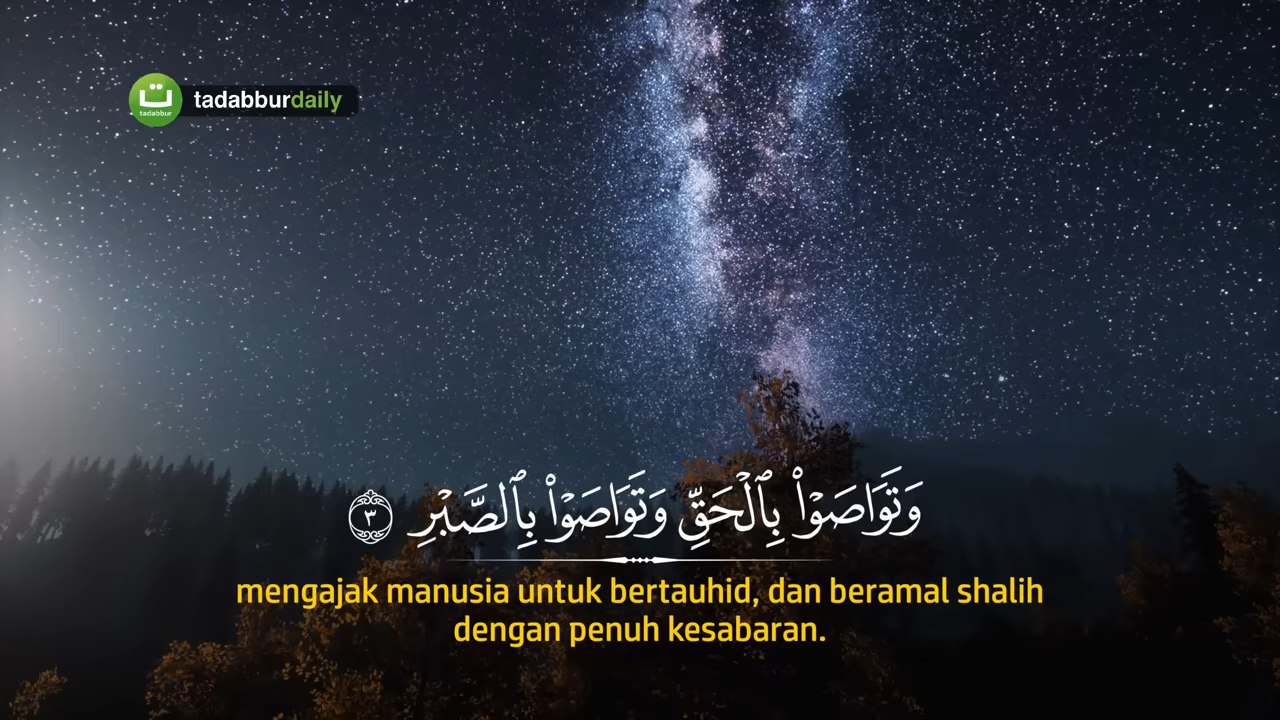 ت
tadabbur
tadabburdaily
وَتَوَاصَوْا۟ بِٱلْحَقِّ وَتَوَاصَوْا۟ بِٱلصَّبْرِ ٣
mengajak manusia untuk bertauhid, dan beramal shalih
dengan penuh kesabaran.